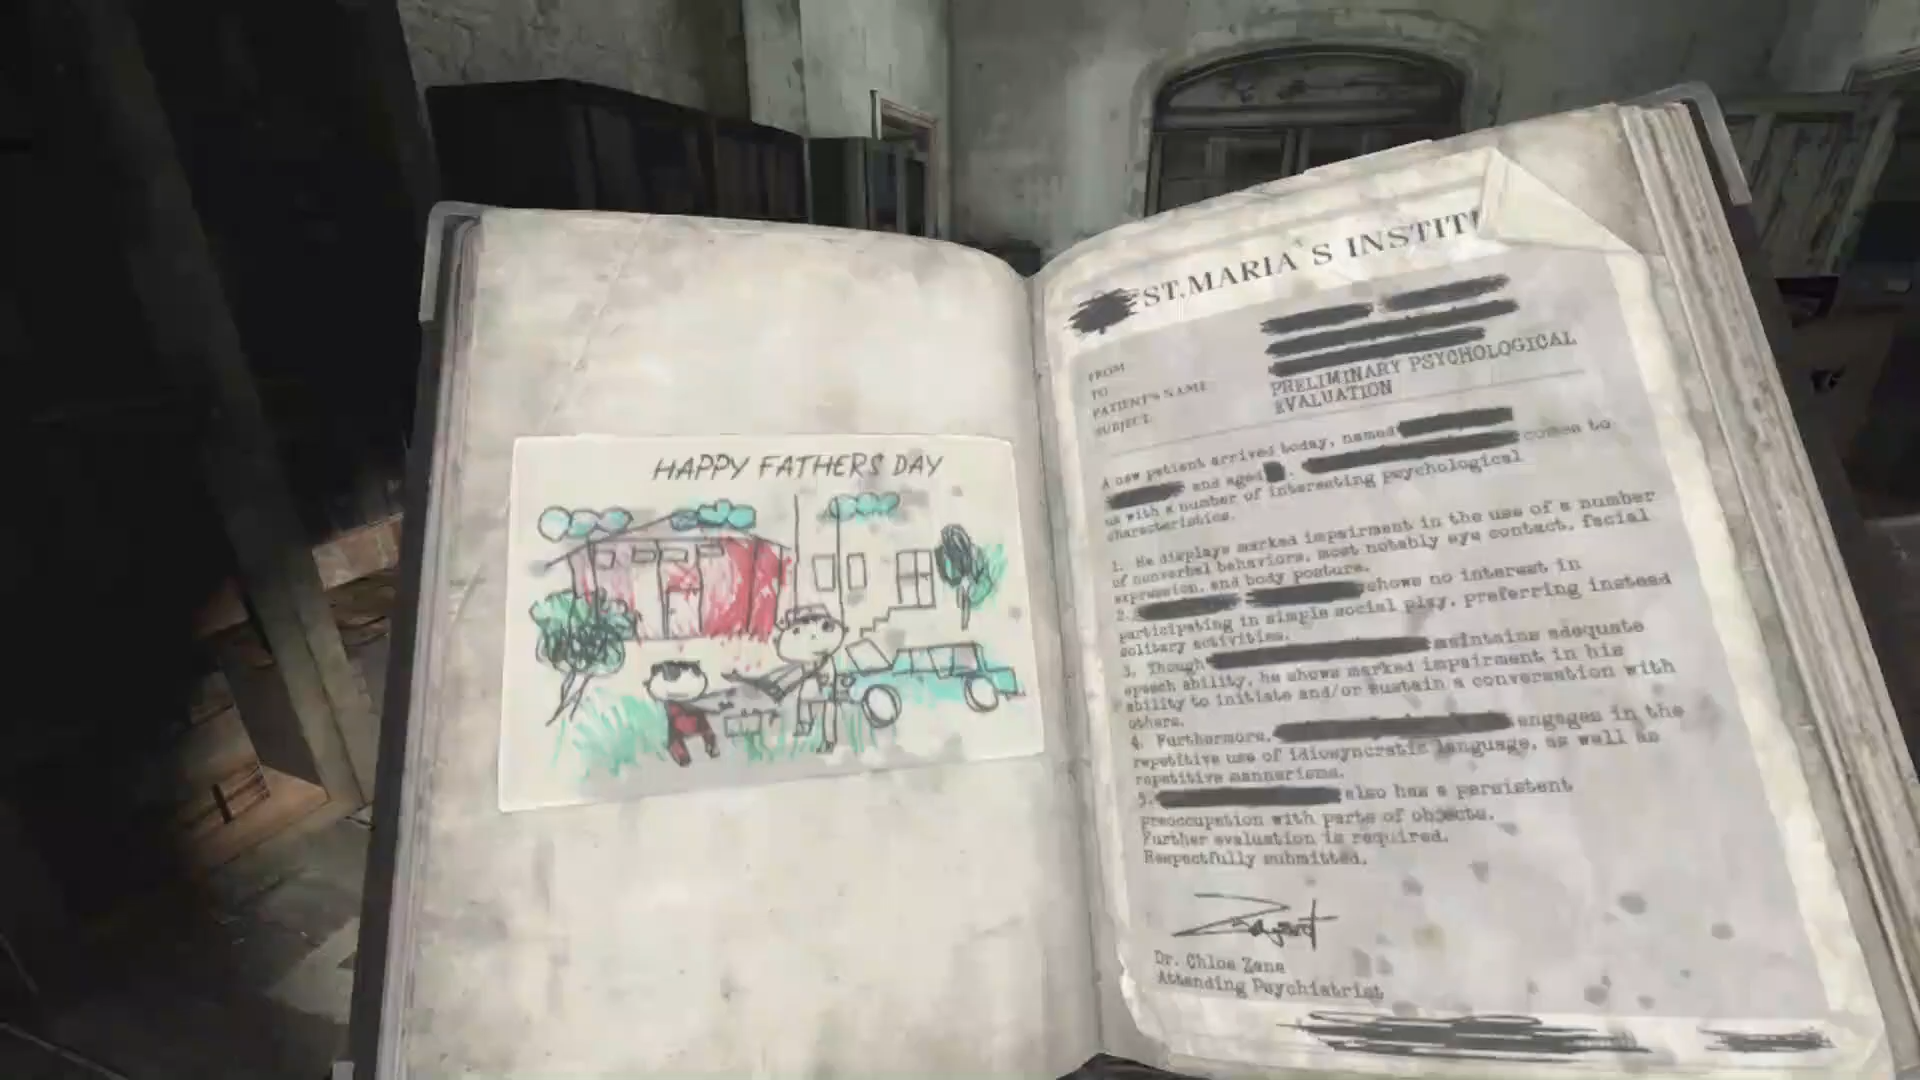 HAPPY FATHERS DAY
ST.MARIA'S INSTIT
FROM
TO
PATIENT'S NAME
SUBJECT
PRELIMINARY PSYCHOLOGICAL
EVALUATION
A new patient arrived today, named
and aged . comes to
us with a number of interesting psychological
characteristics.
1. He displays marked impairment in the use of a number
of nonverbal behaviors, most notably eye contact, facial
expression, and body posture.
2. shows no interest in
participating in simple social play, preferring instead
solitary activities.
3. Though maintains adequate
speech ability, he shows marked impairment in his
ability to initiate and/or sustain a conversation with
others.
4. Furthermore, engages in the
repetitive use of idiosyncratic language, as well as
repetitive mannerisms.
5. also has a persistent
preoccupation with parts of objects.
Further evaluation is required.
Respectfully submitted,
Dr. Chloe Zane
Attending Psychiatrist